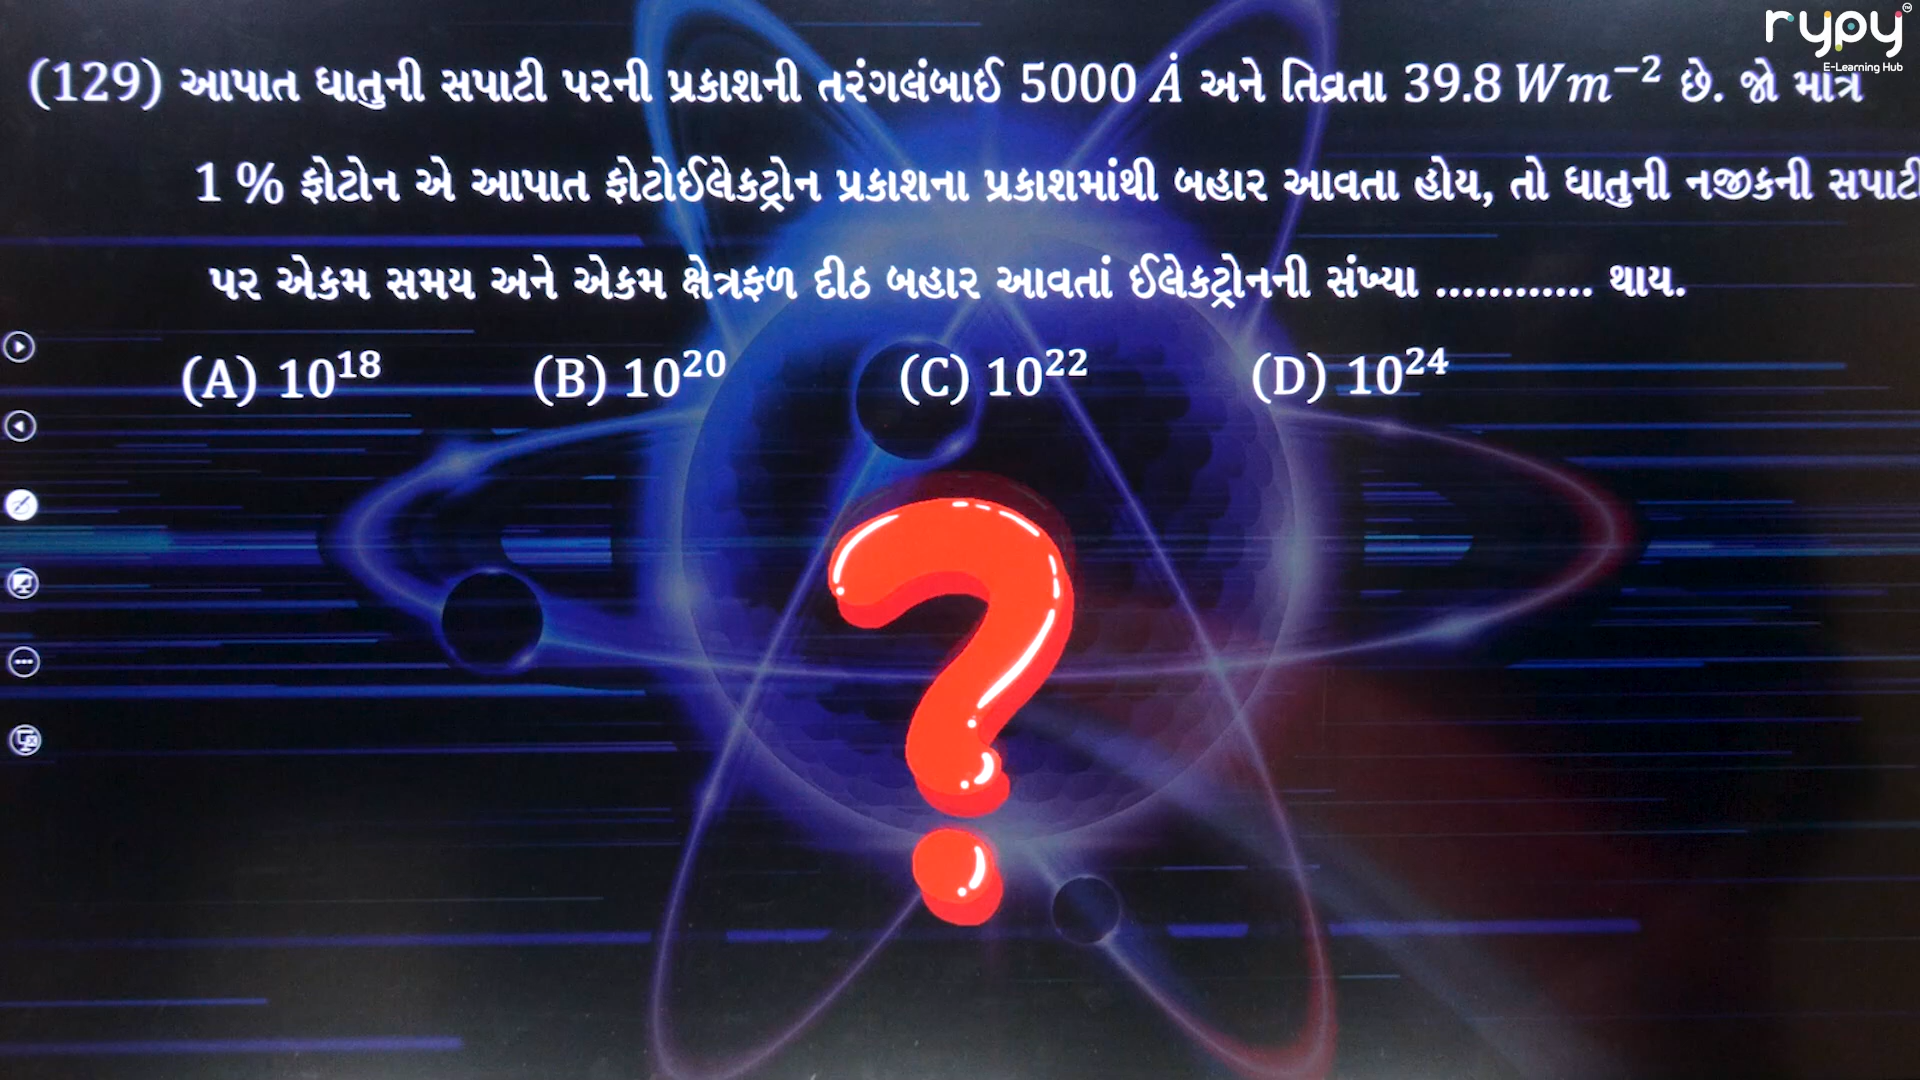 rypy™
E-Learning Hub
(129) આપાત ધાતુની સપાટી પરની પ્રકાશની તરંગલંબાઈ 5000 Å અને તિવ્રતા 39.8 Wm⁻² છે. જો માત્ર
1 % ફોટોન એ આપાત ફોટોઈલેક્ટ્રોન પ્રકાશના પ્રકાશમાંથી બહાર આવતા હોય, તો ધાતુની નજીકની સપાટી
પર એકમ સમય અને એકમ ક્ષેત્રફળ દીઠ બહાર આવતાં ઈલેક્ટ્રોનની સંખ્યા ............ થાય.
(A) 10¹⁸ (B) 10²⁰ (C) 10²² (D) 10²⁴